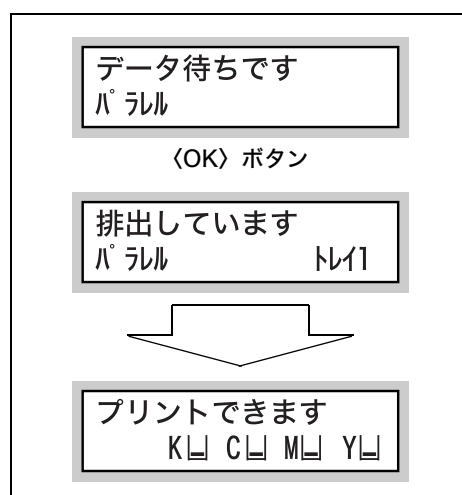 データ待ちです
ﾊﾟﾗﾚﾙ
〈OK〉ボタン
排出しています
ﾊﾟﾗﾚﾙ ﾄﾚｲ1
プリントできます
K C M Y